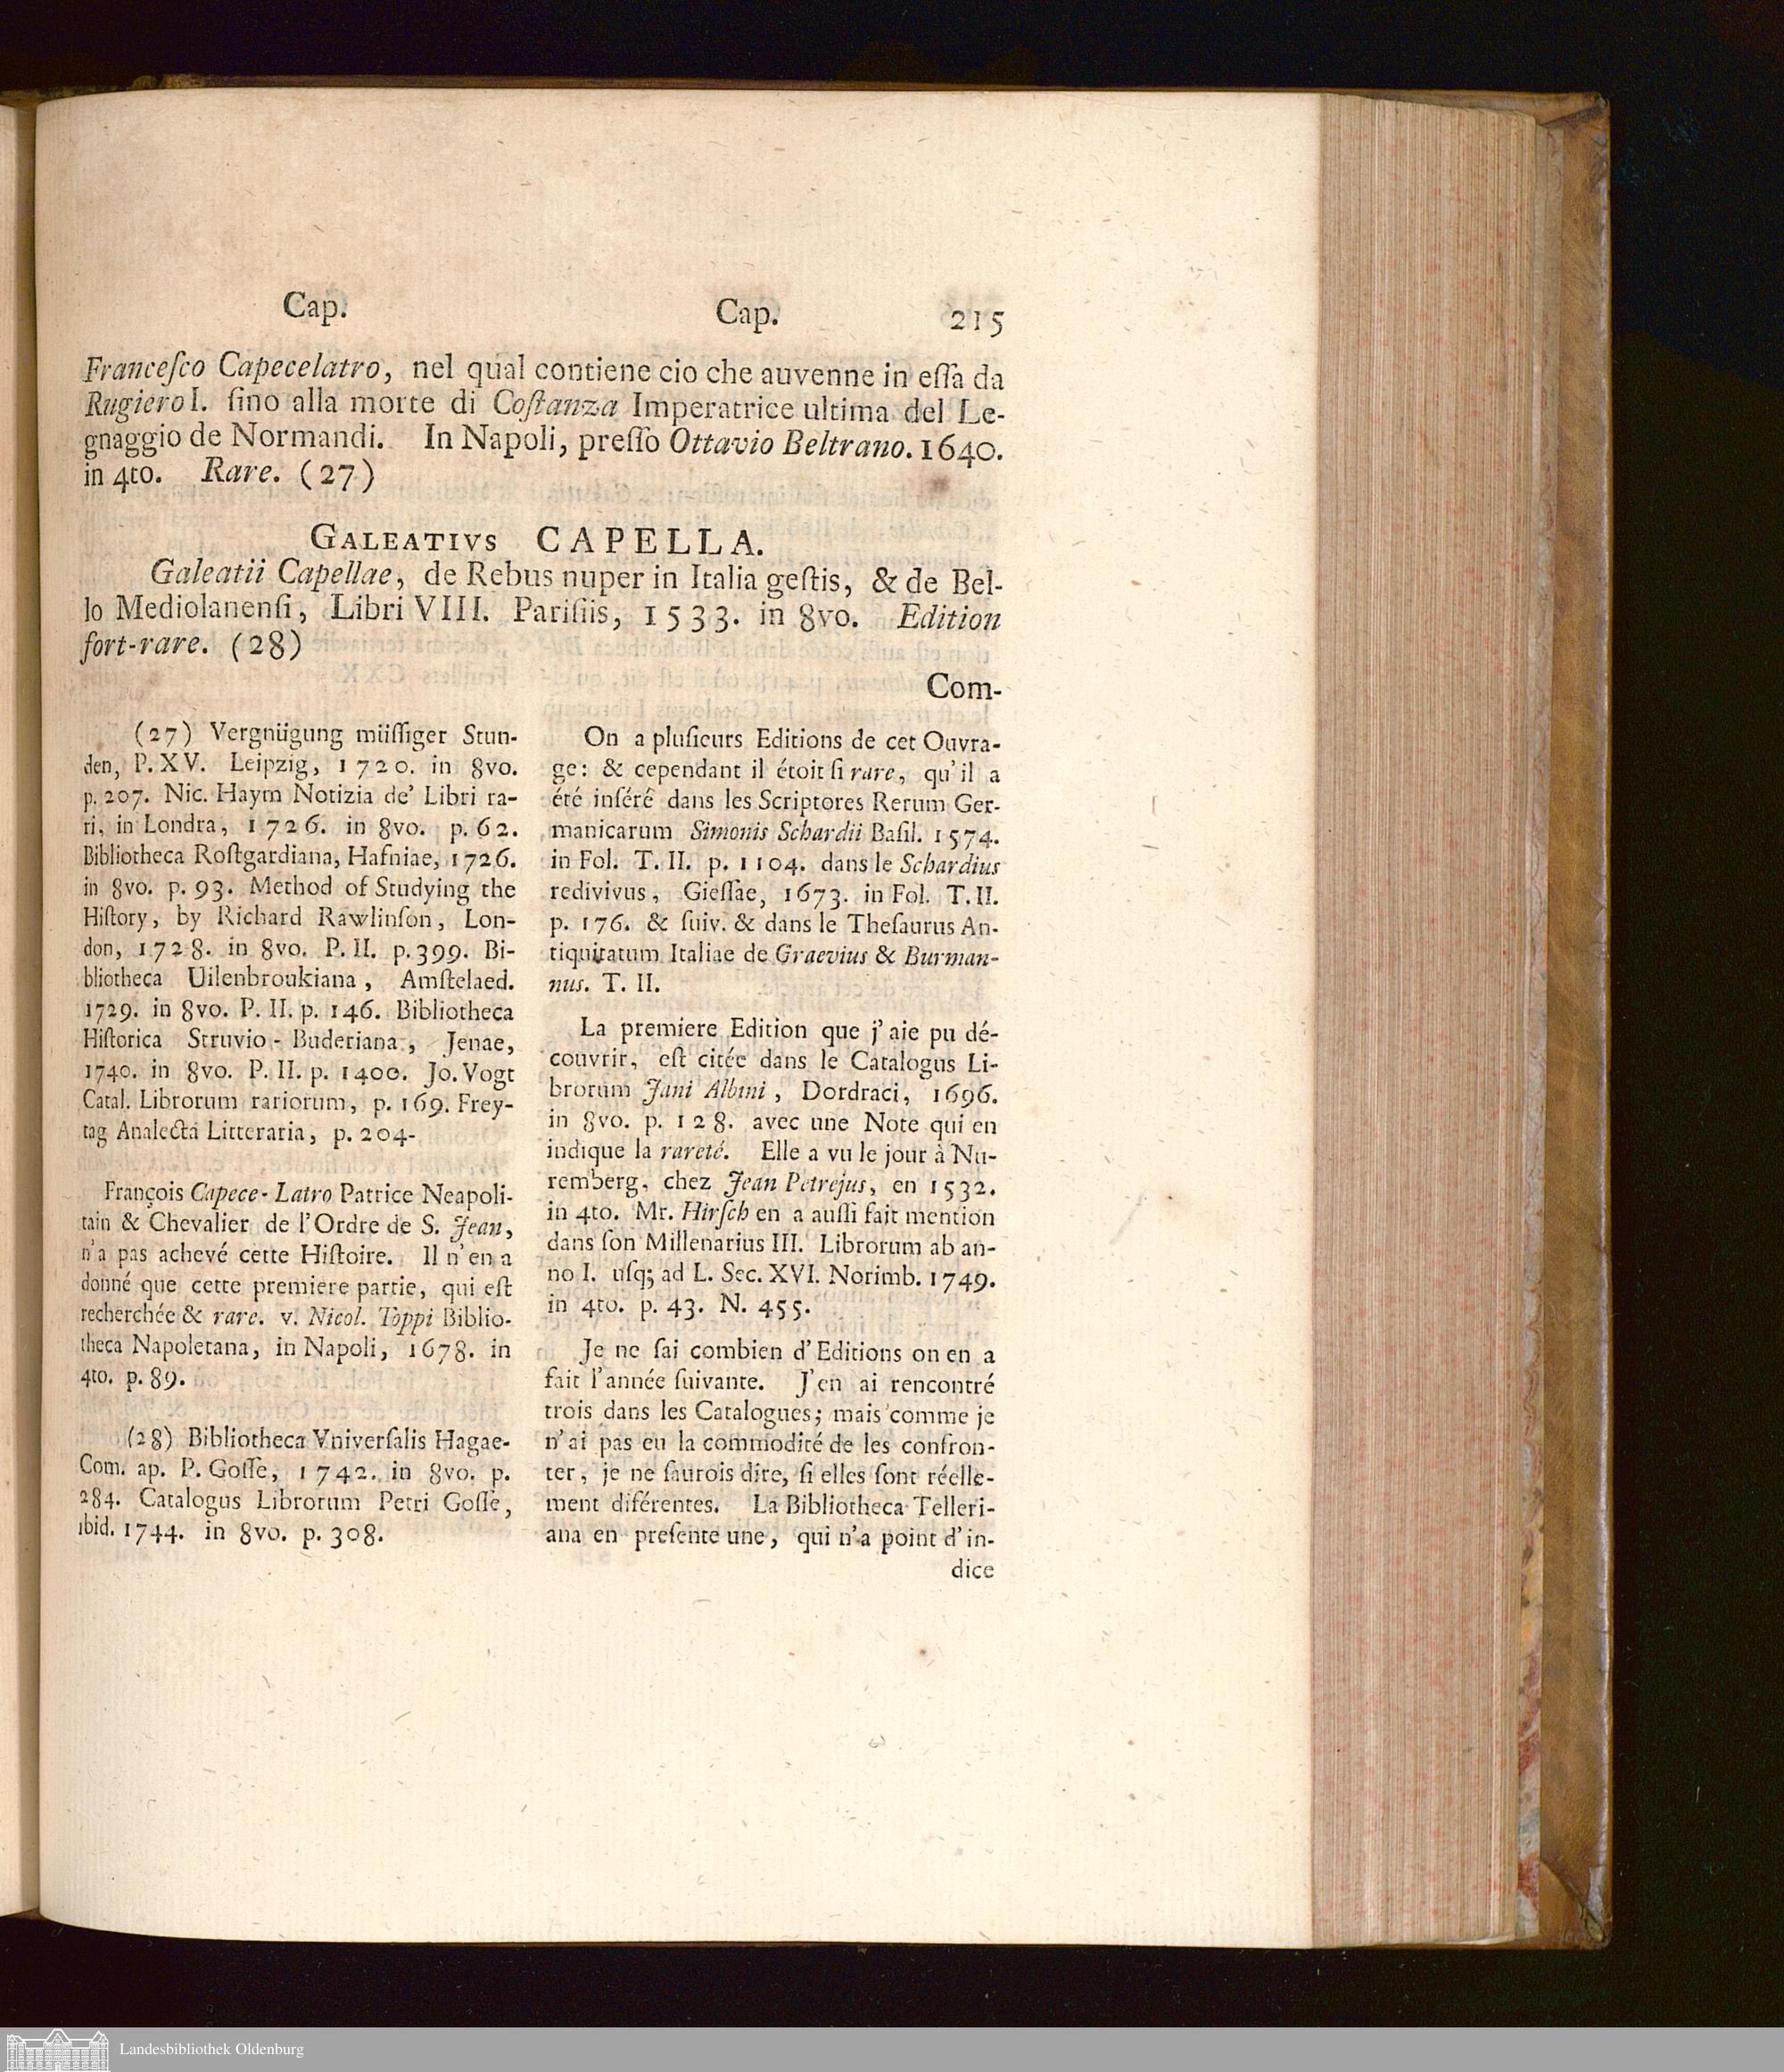 Cap.
Cap.
215
Franceſco Capecelatro, nel qual contiene cio che auvenne in eſſa da
Rugiero I. ſino alla morte di Coſtanza Imperatrice ultima del Le-
gnaggio de Normandi. In Napoli, preſſo Ottavio Beltrano. 1640.
in 4to. Rare. (27)
GALEATIVS CAPELLA.
Galeatii Capellae, de Rebus nuper in Italia geſtis, & de Bel-
lo Mediolanenſi, Libri VIII. Pariſiis, 1533. in 8vo. Edition
fort-rare. (28)
Com-
(27) Vergnügung müſſiger Stun-
den, P. XV. Leipzig, 1720. in 8vo.
p. 207. Nic. Haym Notizia de' Libri ra-
ri, in Londra, 1726. in 8vo. p. 62.
Bibliotheca Roſtgardiana, Hafniae, 1726.
in 8vo. p. 93. Method of Studying the
Hiſtory, by Richard Rawlinſon, Lon-
don, 1728. in 8vo. P. II. p. 399. Bi-
bliotheca Uilenbroukiana, Amſtelaed.
1729. in 8vo. P. II. p. 146. Bibliotheca
Hiſtorica Struvio-Buderiana, Jenae,
1740. in 8vo. P. II. p. 1400. Jo. Vogt
Catal. Librorum rariorum, p. 169. Frey-
tag Analecta Litteraria, p. 204.
François Capece-Latro Patrice Neapoli-
tain & Chevalier de l'Ordre de S. Jean,
n'a pas achevé cette Hiſtoire. Il n'en a
donné que cette premiere partie, qui eſt
recherchée & rare. v. Nicol. Toppi Biblio-
theca Napoletana, in Napoli, 1678. in
4to. p. 89.
(28) Bibliotheca Vniverſalis Hagae-
Com. ap. P. Goſſe, 1742. in 8vo. p.
284. Catalogus Librorum Petri Goſſe,
ibid. 1744. in 8vo. p. 308.
On a pluſieurs Editions de cet Ouvra-
ge: & cependant il étoit ſi rare, qu'il a
été inſéré dans les Scriptores Rerum Ger-
manicarum Simonis Schardii Baſil. 1574.
in Fol. T. II. p. 1104. dans le Schardius
redivivus, Gieſſae, 1673. in Fol. T. II.
p. 176. & ſuiv. & dans le Theſaurus An-
tiquitatum Italiae de Graevius & Burman-
nus. T. II.
La premiere Edition que j'aie pu dé-
couvrir, eſt citée dans le Catalogus Li-
brorum Jani Albini, Dordraci, 1696.
in 8vo. p. 128. avec une Note qui en
indique la rareté. Elle a vu le jour à Nu-
remberg, chez Jean Petrejus, en 1532.
in 4to. Mr. Hirſch en a auſſi fait mention
dans ſon Millenarius III. Librorum ab an-
no I. uſq; ad L. Sec. XVI. Norimb. 1749.
in 4to. p. 43. N. 455.
Je ne ſai combien d'Editions on en a
fait l'année ſuivante. J'en ai rencontré
trois dans les Catalogues; mais comme je
n'ai pas eu la commodité de les confron-
ter, je ne ſaurois dire, ſi elles ſont réelle-
ment diférentes. La Bibliotheca Telleri-
ana en preſente une, qui n'a point d'in-
dice
Landesbibliothek Oldenburg